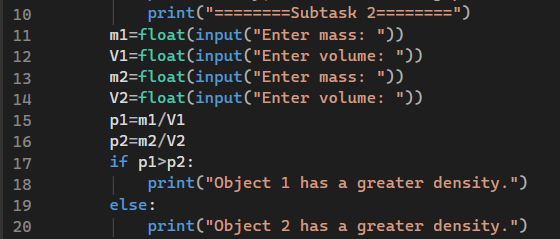 10 print("========Subtask 2========")
11 m1=float(input("Enter mass: "))
12 V1=float(input("Enter volume: "))
13 m2=float(input("Enter mass: "))
14 V2=float(input("Enter volume: "))
15 p1=m1/V1
16 p2=m2/V2
17 if p1>p2:
18 print("Object 1 has a greater density.")
19 else:
20 print("Object 2 has a greater density.")